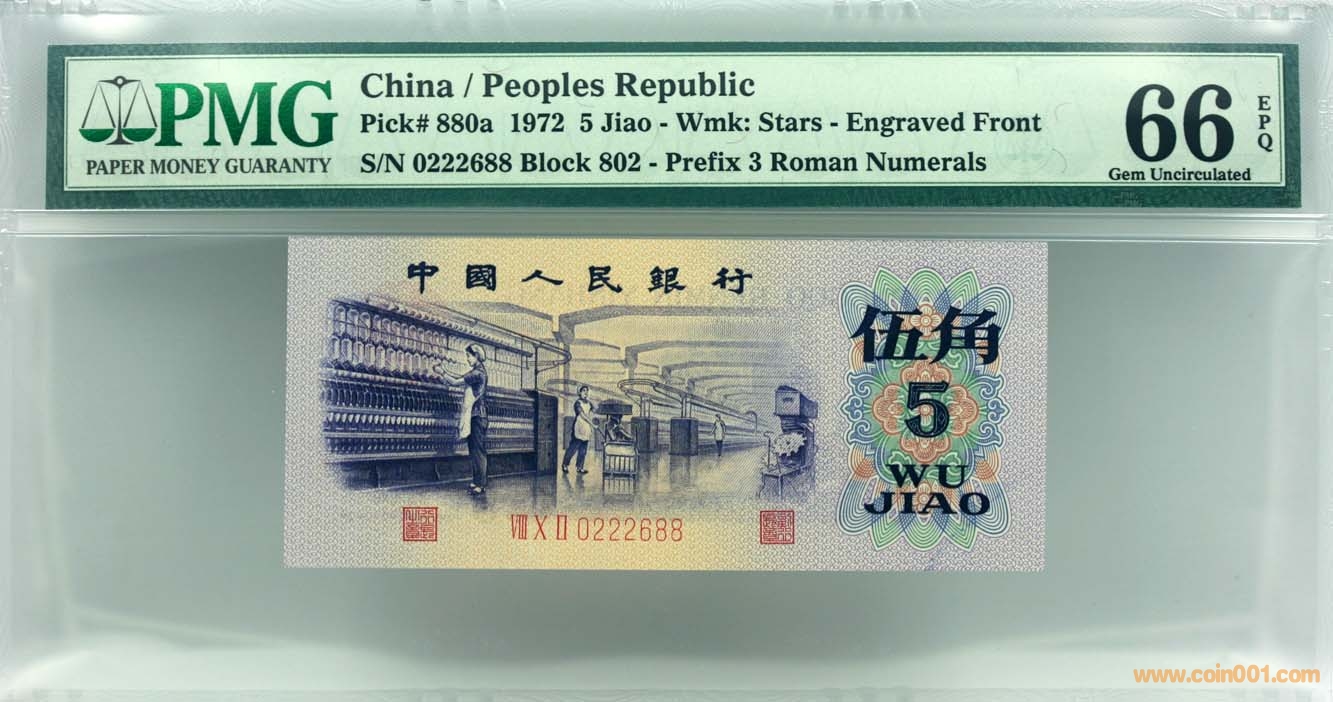 PMG
PAPER MONEY GUARANTY
China / Peoples Republic
Pick# 880a 1972 5 Jiao - Wmk: Stars - Engraved Front
S/N 0222688 Block 802 - Prefix 3 Roman Numerals
66
EPQ
Gem Uncirculated
中國人民銀行
伍角
5
WU
JIAO
VIII X II 0222688
www.coin001.com